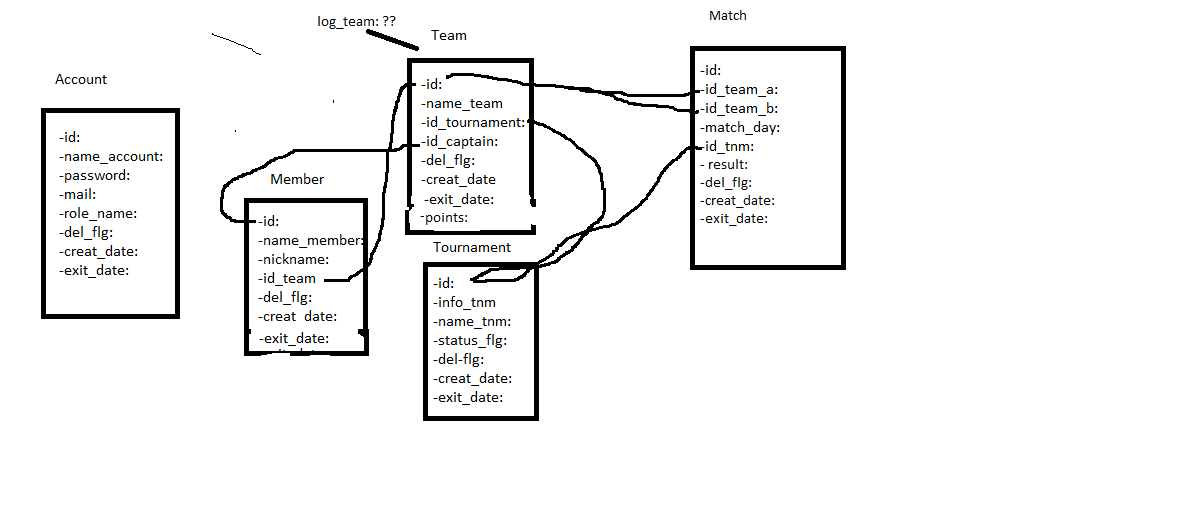 log_team: ??
Account
-id:
-name_account:
-password:
-mail:
-role_name:
-del_flg:
-creat_date:
-exit_date:
Member
-id:
-name_member:
-nickname:
-id_team
-del_flg:
-creat date:
-exit_date:
Team
-id:
-name_team
-id_tournament:
-id_captain:
-del_flg:
-creat_date
-exit_date:
-points:
Tournament
-id:
-info_tnm
-name_tnm:
-status_flg:
-del-flg:
-creat_date:
-exit_date:
Match
-id:
-id_team_a:
-id_team_b:
-match_day:
-id_tnm:
- result:
-del_flg:
-creat_date:
-exit_date: